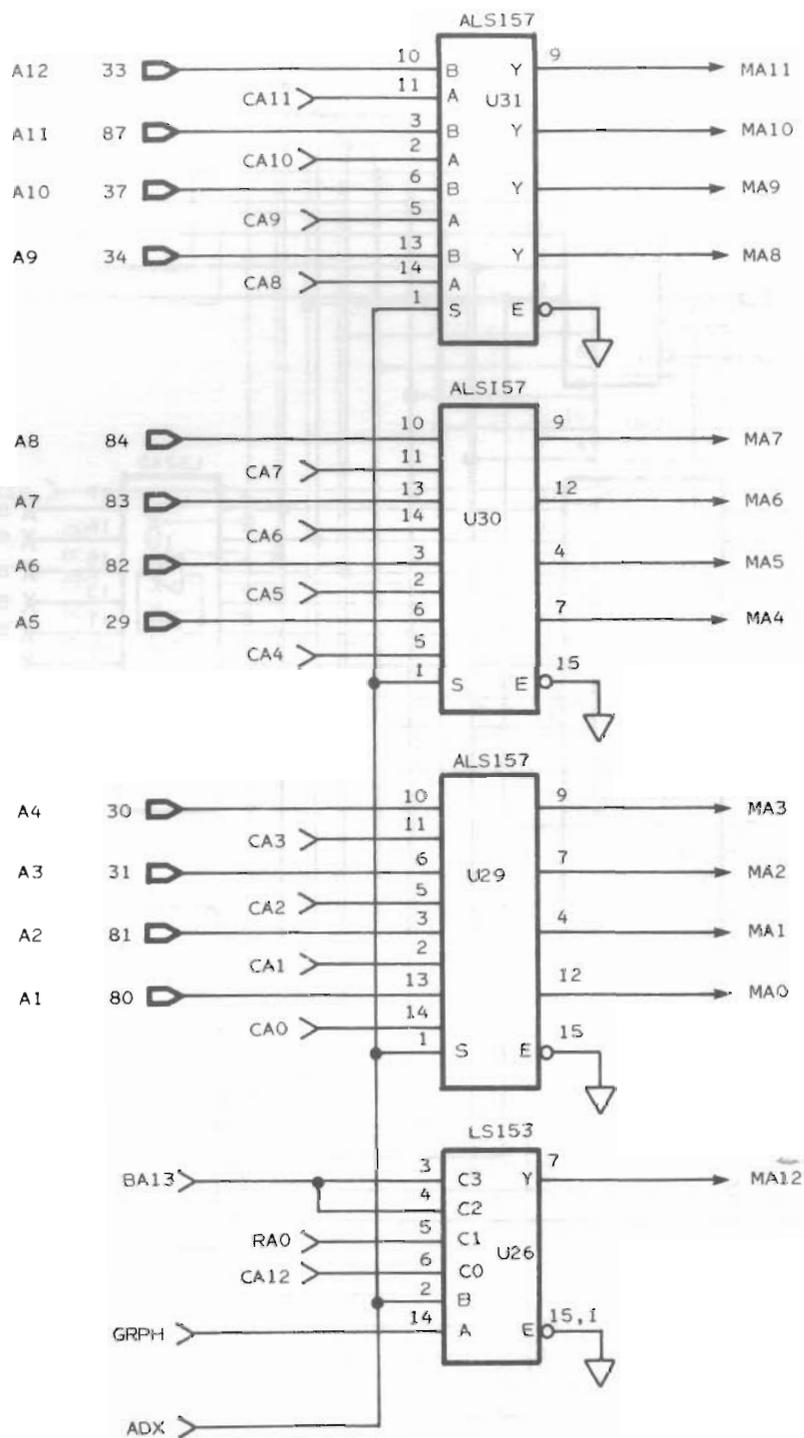 ALS157
A12 33 10 B Y 9 MA11
CA11 11 A U31
A11 87 3 B Y MA10
CA10 2 A
A10 37 6 B Y MA9
CA9 5 A
A9 34 13 B Y MA8
CA8 14 A
1 S E
ALS157
A8 84 10 9 MA7
CA7 11
A7 83 13 12 MA6
CA6 14 U30
A6 82 3 4 MA5
CA5 2
A5 29 6 7 MA4
CA4 5
1 S E 15
ALS157
A4 30 10 9 MA3
CA3 11
A3 31 6 U29 7 MA2
CA2 5
A2 81 3 4 MA1
CA1 2
A1 80 13 12 MA0
CA0 14
1 S E 15
LS153
BA13 3 C3 Y 7 MA12
4 C2
RA0 5 C1 U26
CA12 6 C0
2 B
GRPH 14 A E 15,1
ADX